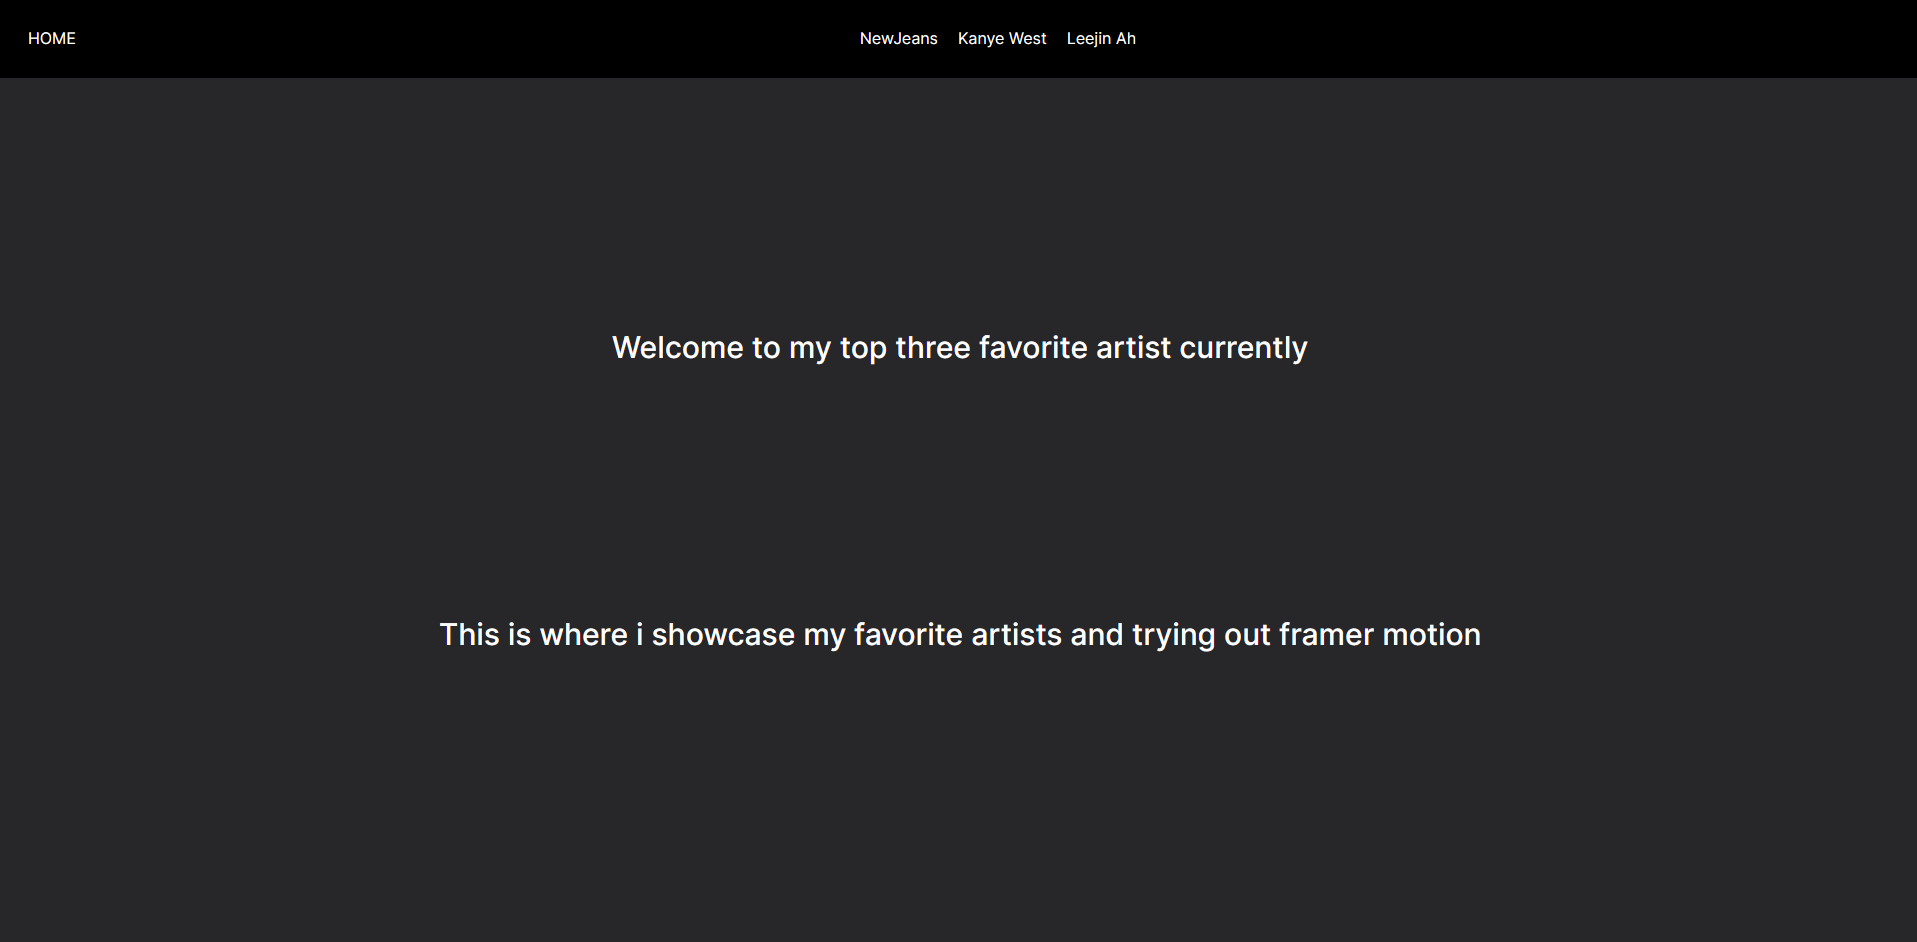 HOME NewJeans Kanye West Leejin Ah
Welcome to my top three favorite artist currently
This is where i showcase my favorite artists and trying out framer motion